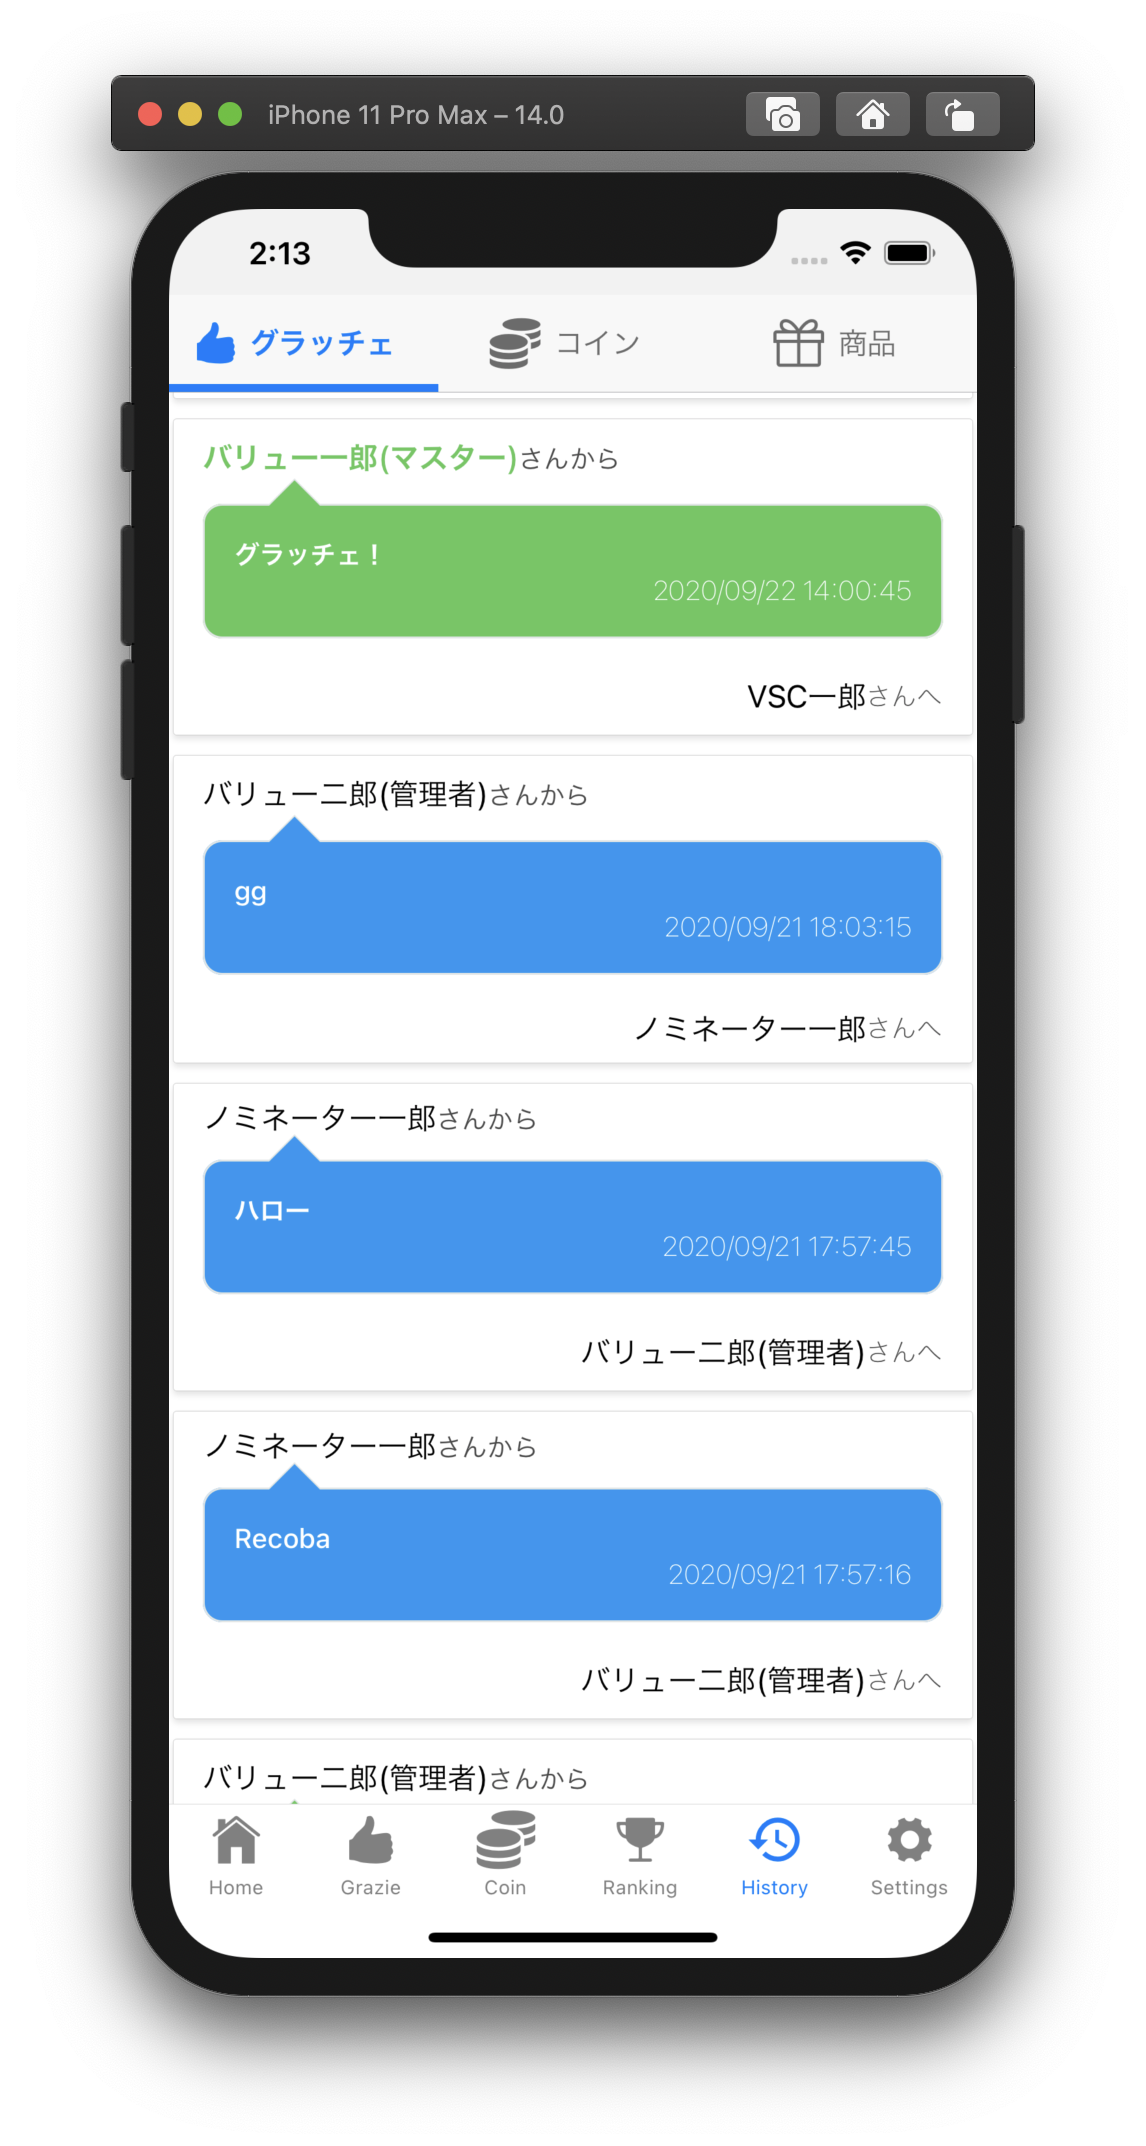 iPhone 11 Pro Max – 14.0
2:13
グラッチェ
コイン
商品
バリュー一郎(マスター)さんから
グラッチェ！
2020/09/22 14:00:45
VSC一郎さんへ
バリュー二郎(管理者)さんから
gg
2020/09/21 18:03:15
ノミネーター一郎さんへ
ノミネーター一郎さんから
ハロー
2020/09/21 17:57:45
バリュー二郎(管理者)さんへ
ノミネーター一郎さんから
Recoba
2020/09/21 17:57:16
バリュー二郎(管理者)さんへ
バリュー二郎(管理者)さんから
Home
Grazie
Coin
Ranking
History
Settings